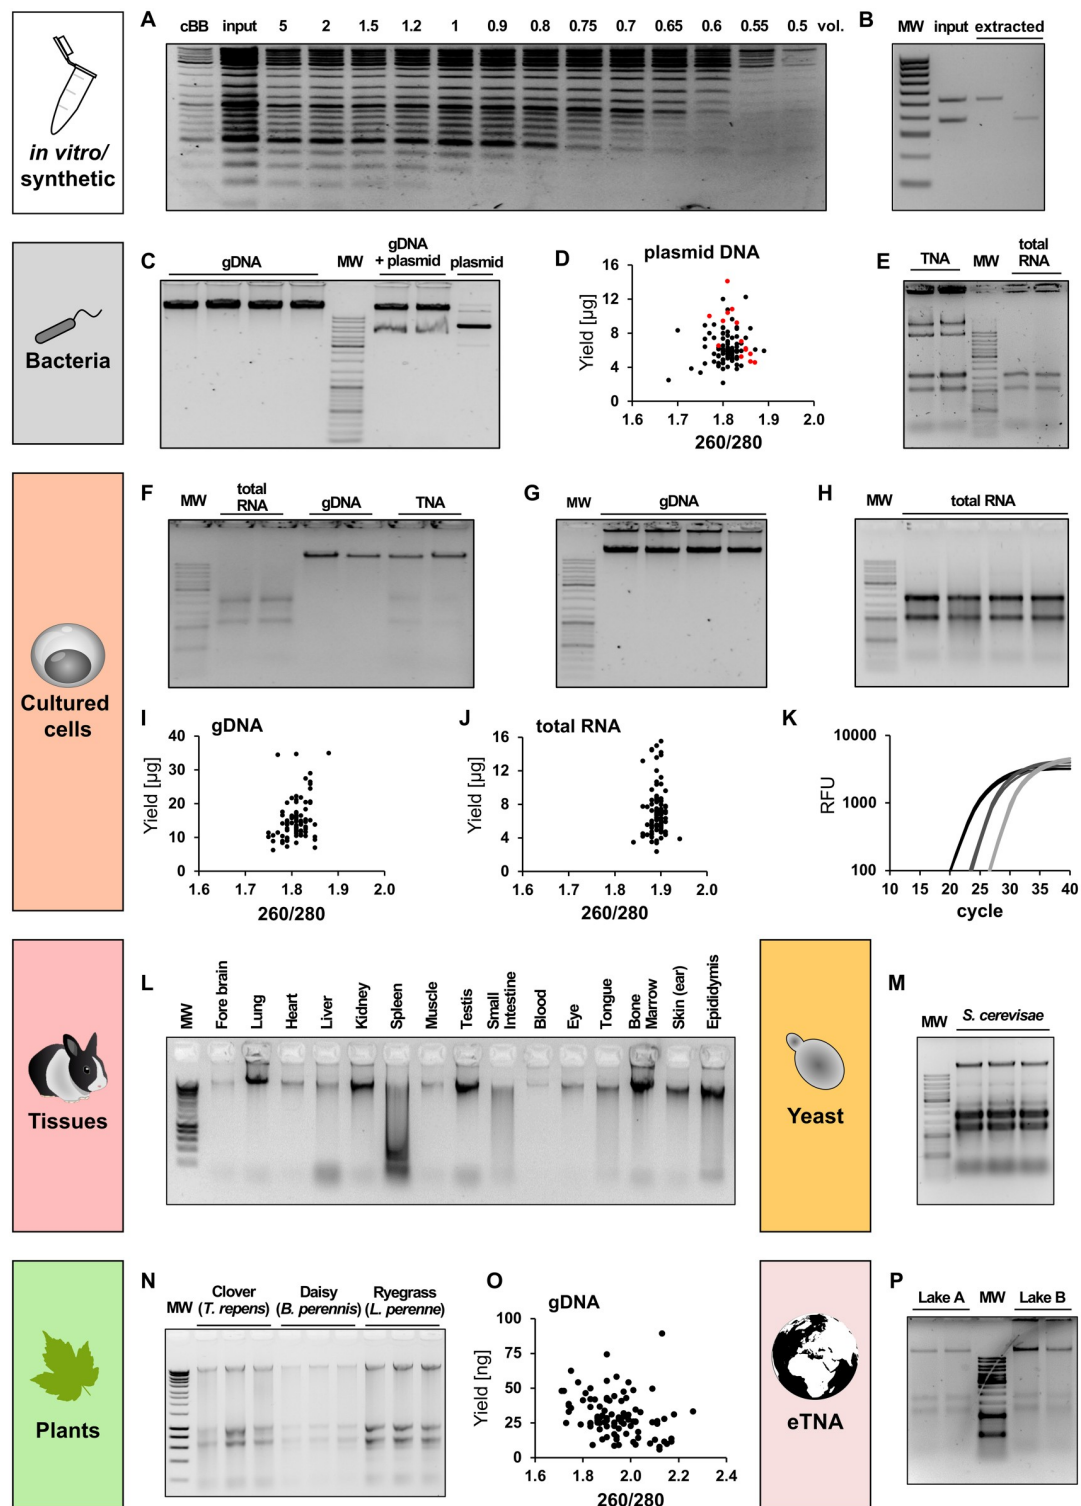 A
cBB input 5 2 1.5 1.2 1 0.9 0.8 0.75 0.7 0.65 0.6 0.55 0.5 vol.
B
MW input extracted
in vitro/
synthetic
C
gDNA
MW
gDNA
+ plasmid
plasmid
D
plasmid DNA
Yield [µg]
16
12
8
4
0
1.6 1.7 1.8 1.9 2.0
260/280
E
TNA
MW
total
RNA
Bacteria
F
MW
total
RNA
gDNA
TNA
G
MW
gDNA
H
MW
total RNA
Cultured
cells
I
gDNA
Yield [µg]
40
30
20
10
0
1.6 1.7 1.8 1.9 2.0
260/280
J
total RNA
Yield [µg]
16
12
8
4
0
1.6 1.7 1.8 1.9 2.0
260/280
K
RFU
10000
1000
100
10 15 20 25 30 35 40
cycle
L
MW
Fore brain
Lung
Heart
Liver
Kidney
Spleen
Muscle
Testis
Small
Intestine
Blood
Eye
Tongue
Bone
Marrow
Skin (ear)
Epididymis
Tissues
M
MW
S. cerevisae
Yeast
N
MW
Clover
(T. repens)
Daisy
(B. perennis)
Ryegrass
(L. perenne)
Plants
O
gDNA
Yield [ng]
100
75
50
25
0
1.6 1.8 2.0 2.2 2.4
260/280
P
Lake A
MW
Lake B
eTNA